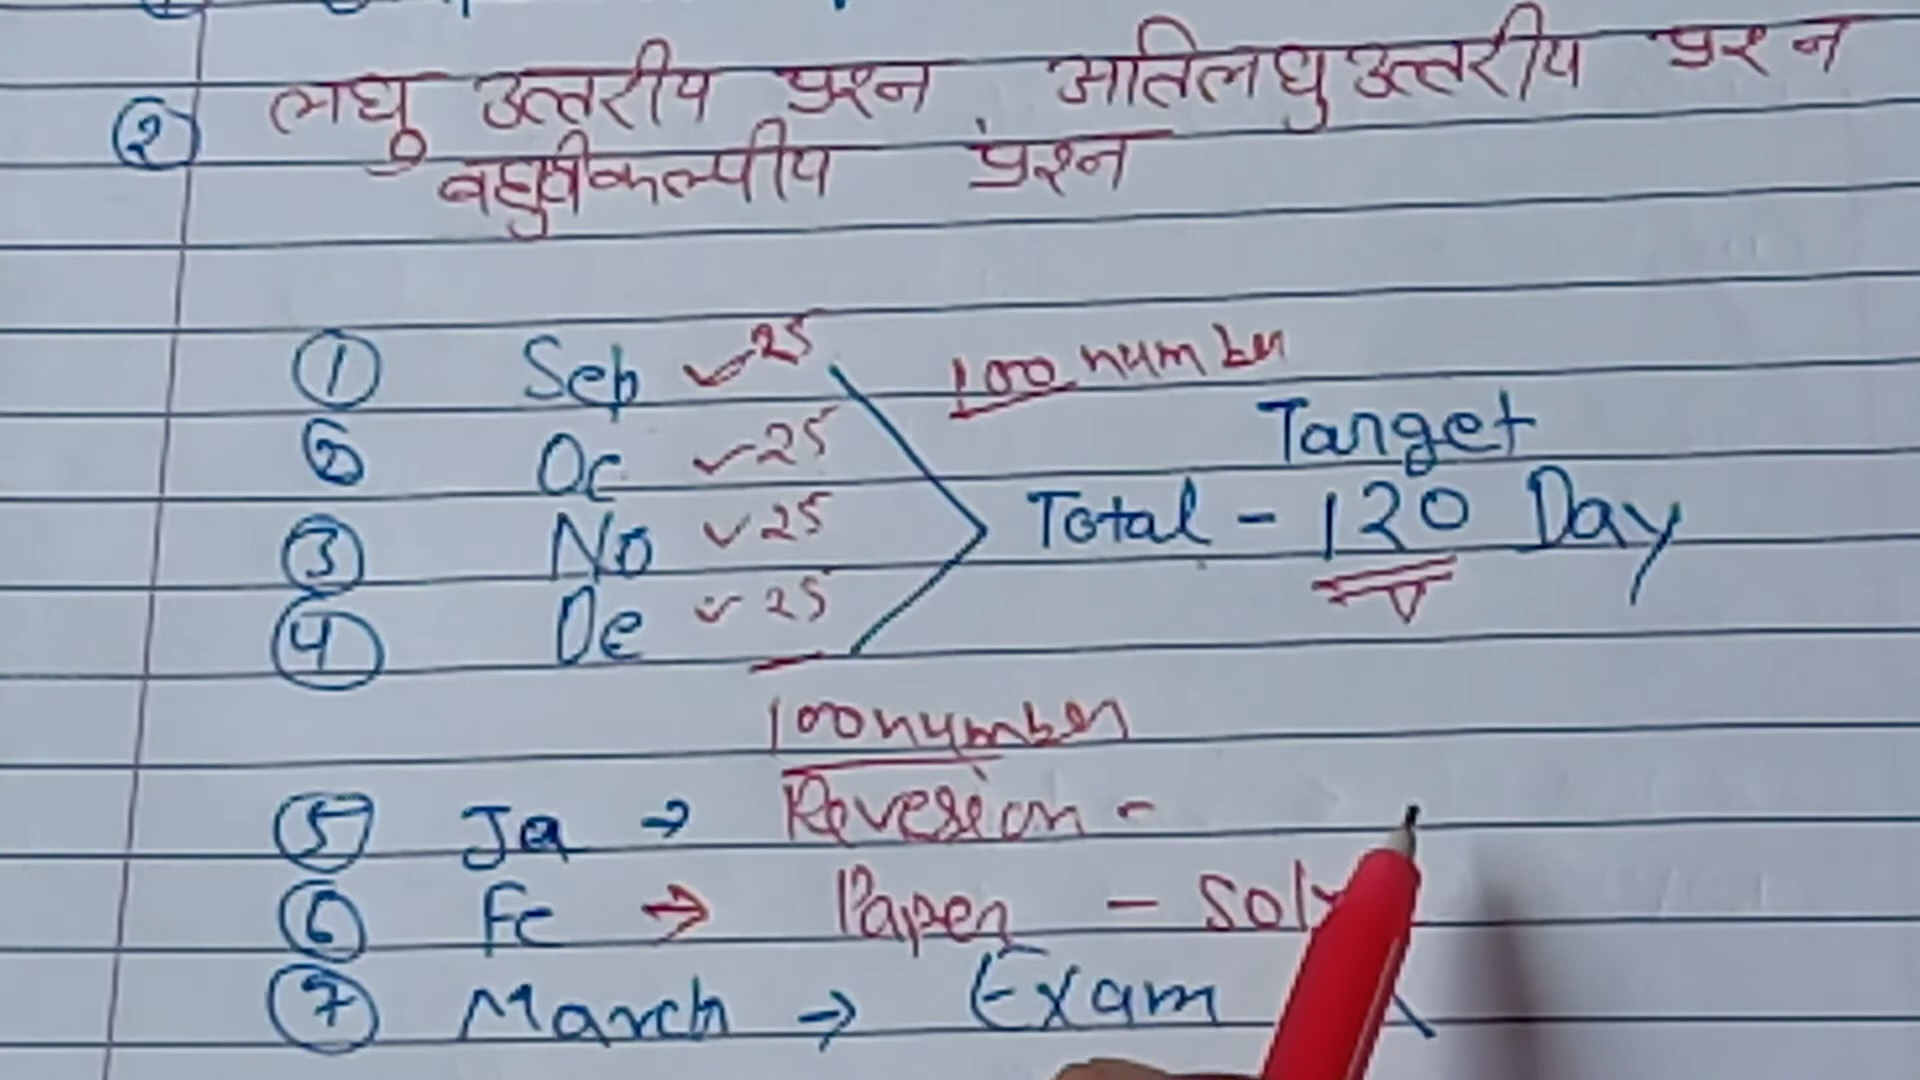 ② लघु उत्तरीय प्रश्न अतिलघुउत्तरीय प्रश्न
बहुविकल्पीय प्रश्न
① Sep ✓25 100 number
② Oc ✓25 Target
③ No ✓25 Total - 120 Day
④ De ✓25
100 number
⑤ Ja → Revesion -
⑥ Fe → Paper - Solv
⑦ March → Exam